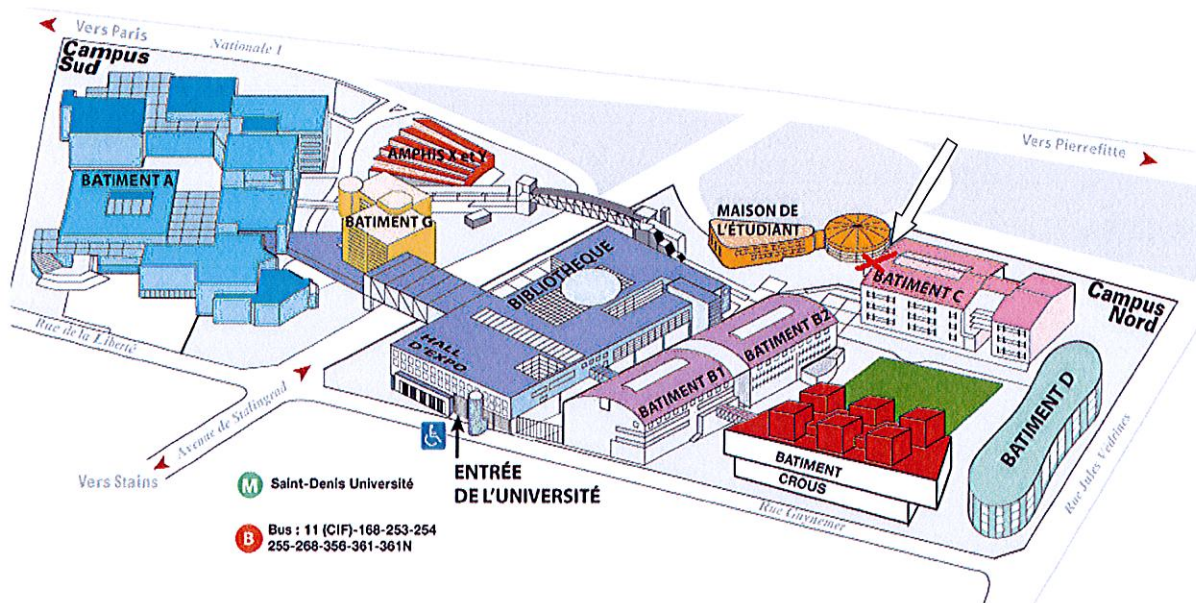 Vers Paris
Nationale 1
Campus
Sud
Vers Pierrefitte
AMPHIS X et Y
BATIMENT A
BATIMENT G
MAISON DE
L'ÉTUDIANT
BIBLIOTHEQUE
BATIMENT C
Campus
Nord
Rue de la Liberté
HALL
D'EXPO
BATIMENT B2
BATIMENT B1
BATIMENT D
Avenue de Stalingrad
Vers Stains
ENTRÉE
DE L'UNIVERSITÉ
BATIMENT
CROUS
Rue Guynemer
Rue Jules Vedrines
M Saint-Denis Université
B Bus : 11 (CIF)-168-253-254
255-268-356-361-361N